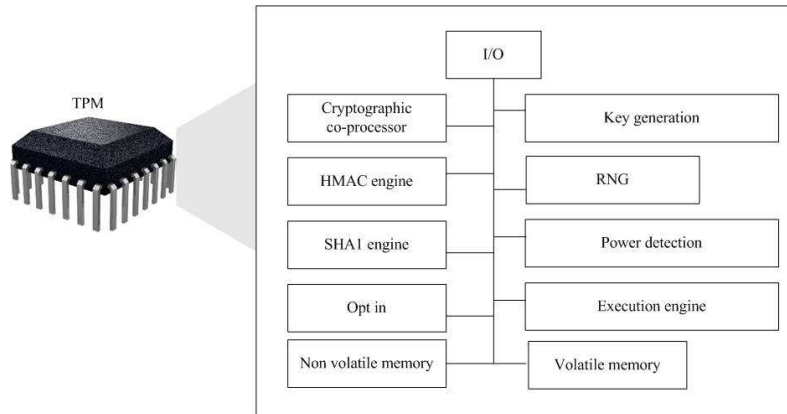 TPM
I/O
Cryptographic
co-processor
Key generation
HMAC engine
RNG
SHA1 engine
Power detection
Opt in
Execution engine
Non volatile memory
Volatile memory